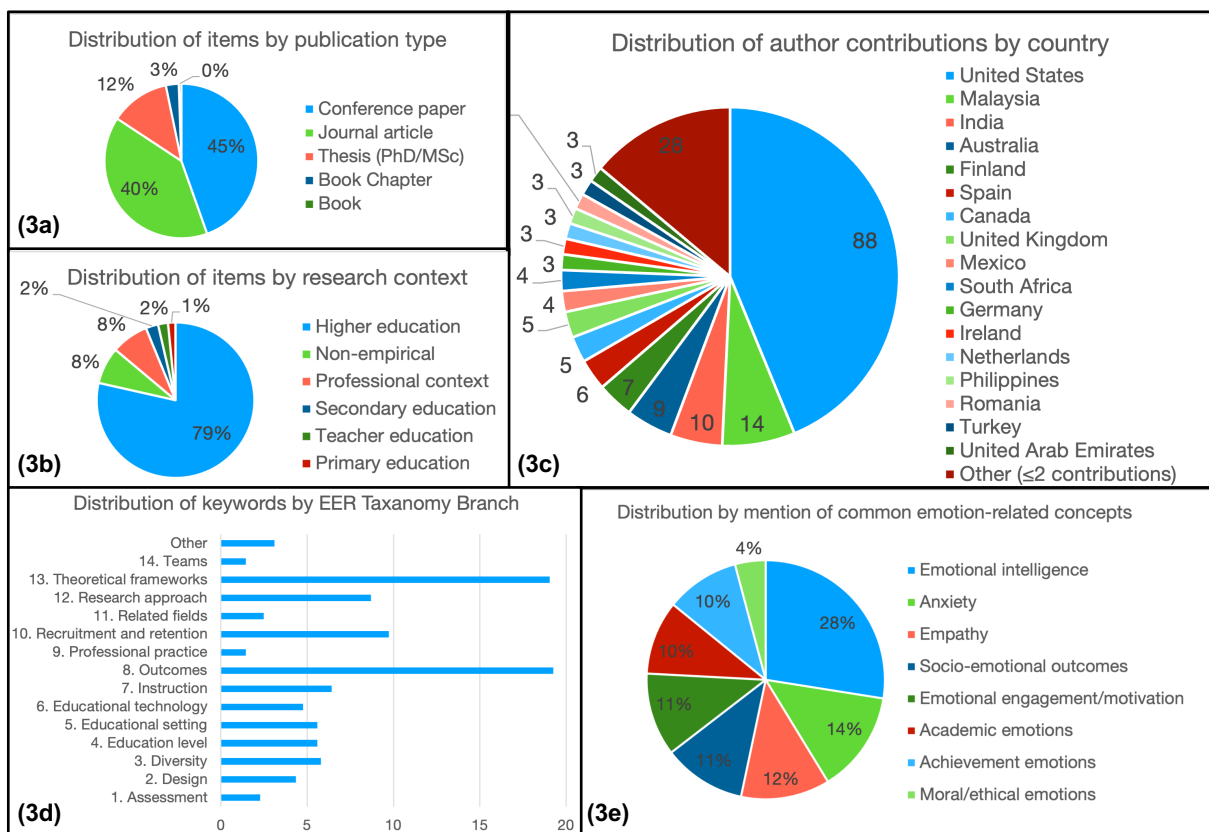 Distribution of items by publication type
3%
0%
12%
45%
40%
Conference paper
Journal article
Thesis (PhD/MSc)
Book Chapter
Book
(3a)
Distribution of items by research context
2%
2%
1%
8%
8%
79%
Higher education
Non-empirical
Professional context
Secondary education
Teacher education
Primary education
(3b)
Distribution of author contributions by country
88
14
10
9
7
6
5
5
4
4
3
3
3
3
3
3
28
United States
Malaysia
India
Australia
Finland
Spain
Canada
United Kingdom
Mexico
South Africa
Germany
Ireland
Netherlands
Philippines
Romania
Turkey
United Arab Emirates
Other (≤2 contributions)
(3c)
Distribution of keywords by EER Taxanomy Branch
Other
14. Teams
13. Theoretical frameworks
12. Research approach
11. Related fields
10. Recruitment and retention
9. Professional practice
8. Outcomes
7. Instruction
6. Educational technology
5. Educational setting
4. Education level
3. Diversity
2. Design
1. Assessment
0 5 10 15 20
(3d)
Distribution by mention of common emotion-related concepts
4%
28%
14%
12%
11%
11%
10%
10%
Emotional intelligence
Anxiety
Empathy
Socio-emotional outcomes
Emotional engagement/motivation
Academic emotions
Achievement emotions
Moral/ethical emotions
(3e)